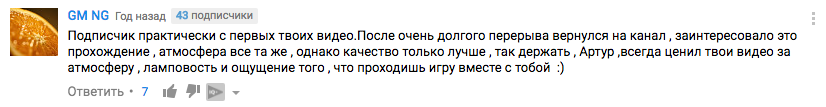 GM NG Год назад 43 подписчики
Подписчик практически с первых твоих видео.После очень долгого перерыва вернулся на канал , заинтересовало это
прохождение , атмосфера все та же , однако качество только лучше , так держать , Артур ,всегда ценил твои видео за
атмосферу , ламповость и ощущение того , что проходишь игру вместе с тобой :)
Ответить • 7